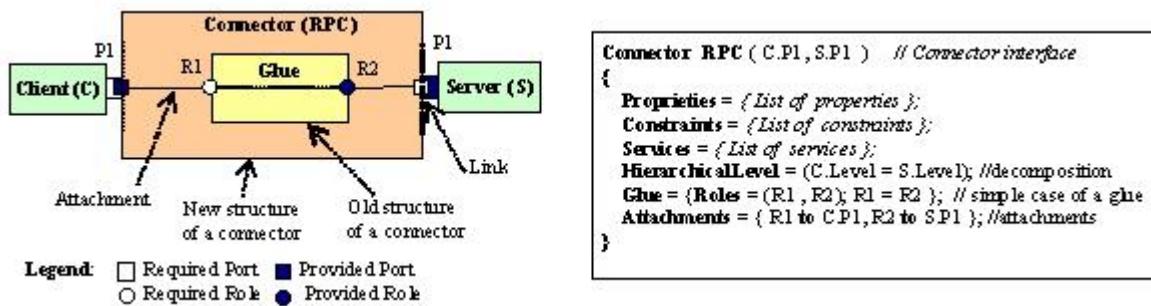 Connector (RPC)
P1
P1
R1
Glue
R2
Client (C)
Server (S)
Attachment
Link
New structure
of a connector
Old structure
of a connector
Legend:
Required Port
Provided Port
Required Role
Provided Role
Connector RPC ( C.P1, S.P1 ) // Connector interface
{
Proprieties = { List of properties };
Constraints = { List of constraints };
Services = { List of services };
HierarchicalLevel = (C.Level = S.Level); //decomposition
Glue = {Roles = (R1 , R2); R1 = R2 }; // simple case of a glue
Attachments = { R1 to C.P1, R2 to S.P1 }; //attachments
}